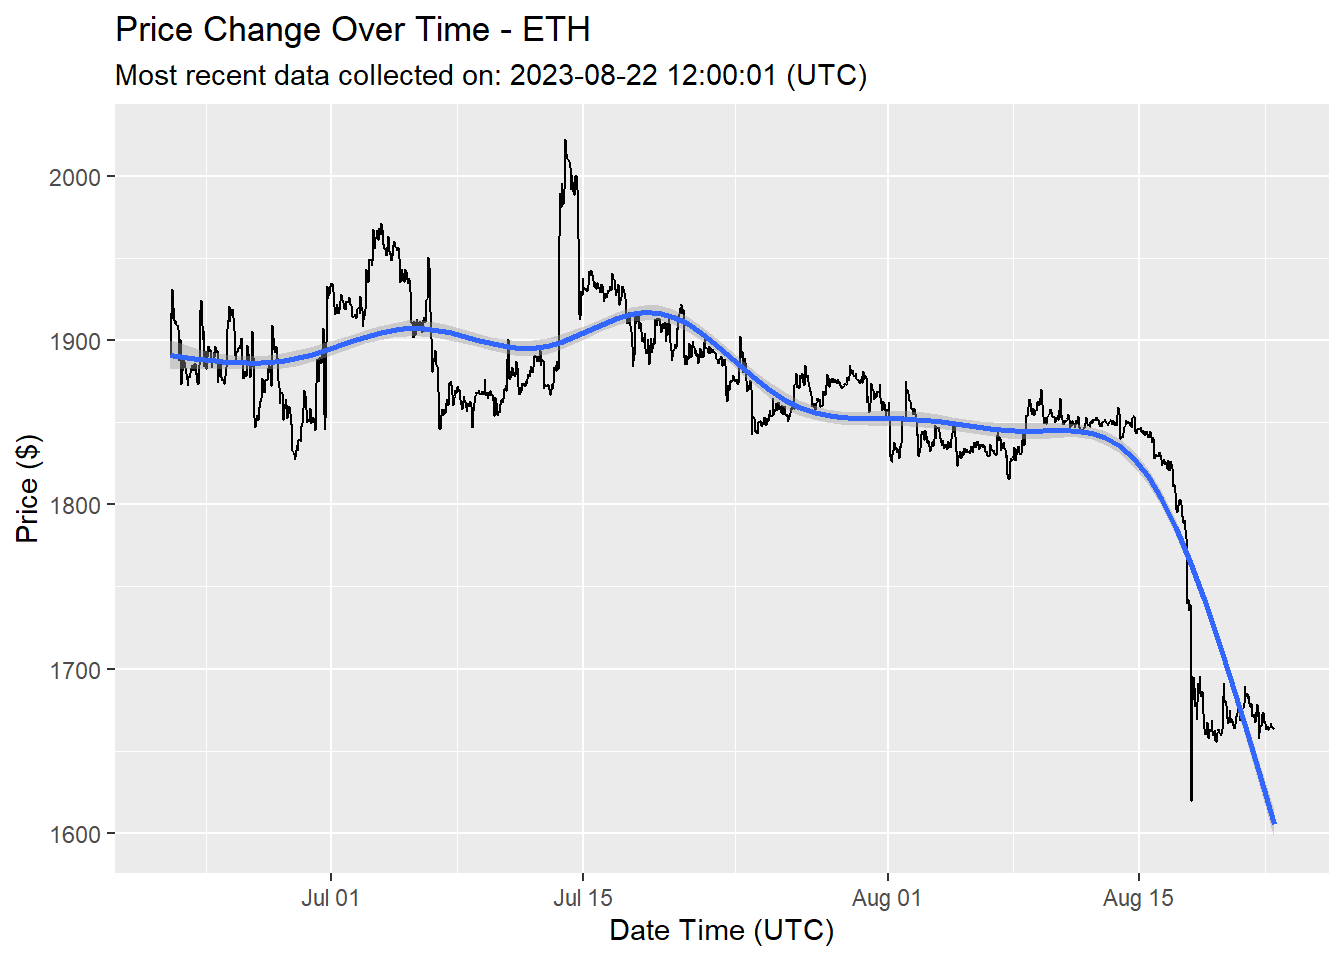 Price Change Over Time - ETH
Most recent data collected on: 2023-08-22 12:00:01 (UTC)
Price ($)
2000
1900
1800
1700
1600
Jul 01
Jul 15
Aug 01
Aug 15
Date Time (UTC)